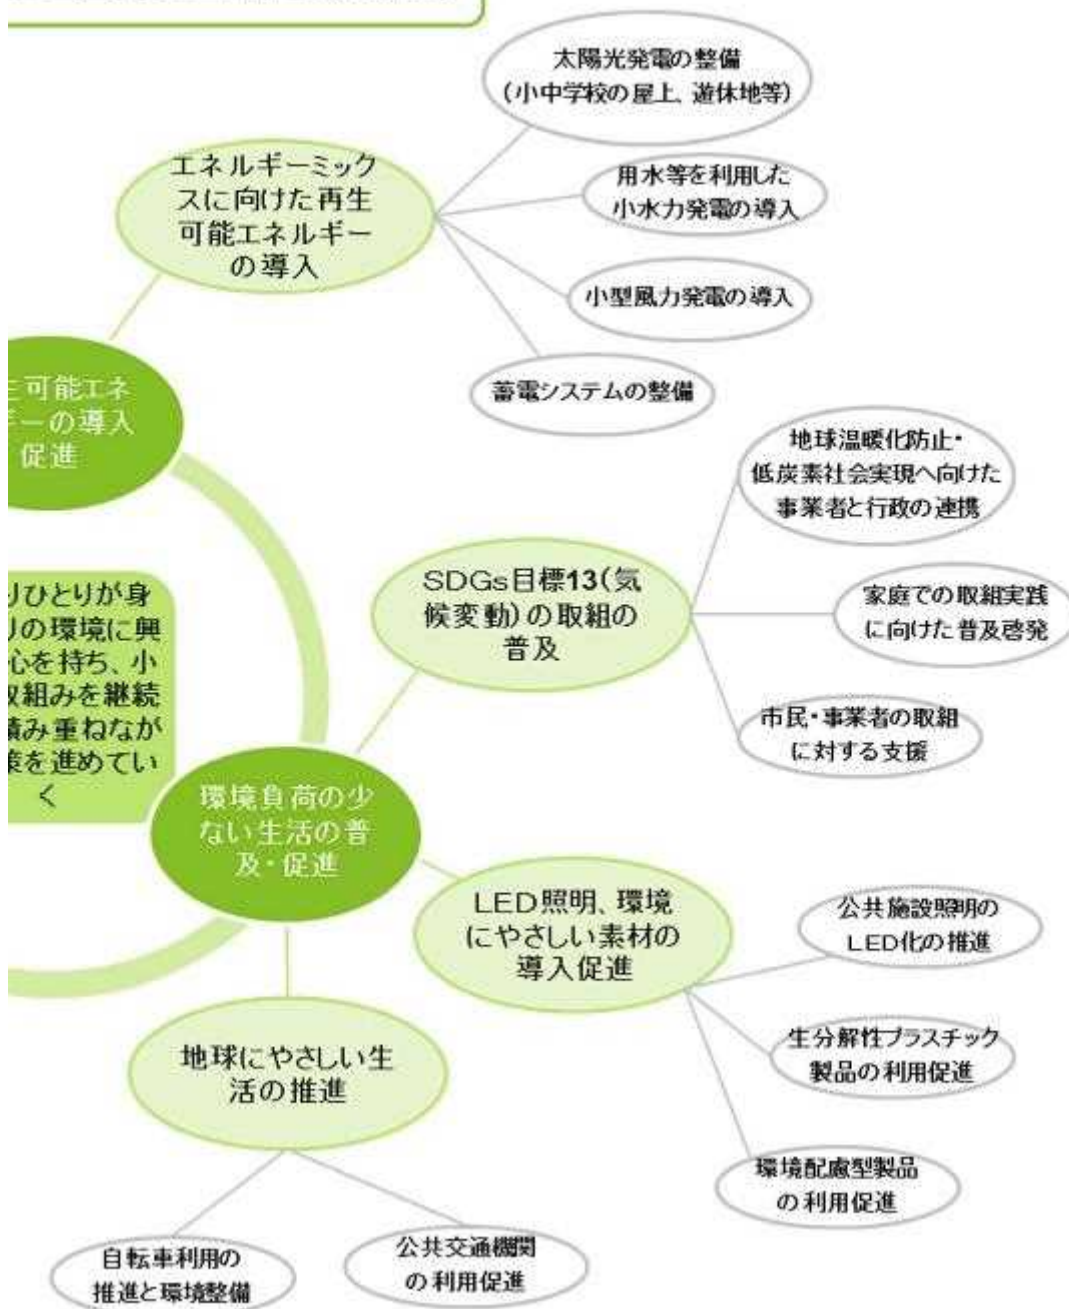 太陽光発電の整備
（小中学校の屋上、遊休地等）
エネルギーミック
スに向けた再生
可能エネルギー
の導入
用水等を利用した
小水力発電の導入
小型風力発電の導入
蓄電システムの整備
可能エネ
ーの導入
促進
地球温暖化防止・
低炭素社会実現へ向けた
事業者と行政の連携
SDGs目標13（気
候変動）の取組の
普及
家庭での取組実践
に向けた普及啓発
市民・事業者の取組
に対する支援
りひとりが身
りの環境に興
心を持ち、小
取組みを継続
積み重ねなが
策を進めてい
く
環境負荷の少
ない生活の普
及・促進
LED照明、環境
にやさしい素材の
導入促進
公共施設照明の
LED化の推進
生分解性プラスチック
製品の利用促進
環境配慮型製品
の利用促進
地球にやさしい生
活の推進
自転車利用の
推進と環境整備
公共交通機関
の利用促進